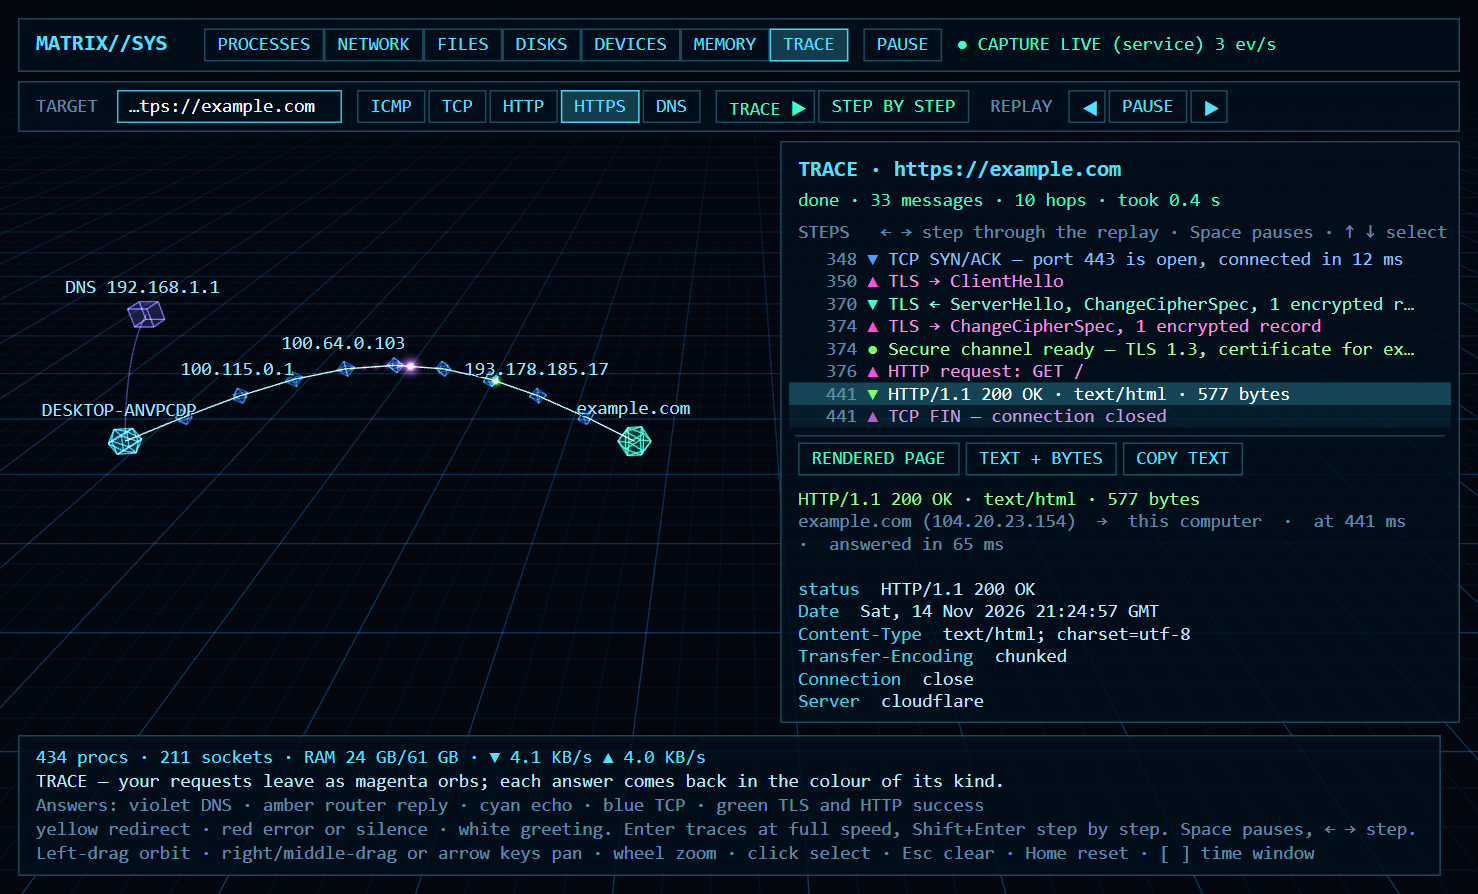 MATRIX//SYS PROCESSES NETWORK FILES DISKS DEVICES MEMORY TRACE PAUSE ● CAPTURE LIVE (service) 3 ev/s
TARGET …tps://example.com ICMP TCP HTTP HTTPS DNS TRACE ▶ STEP BY STEP REPLAY ◀ PAUSE ▶
DNS 192.168.1.1
100.64.0.103
100.115.0.1
193.178.185.17
DESKTOP-ANVPCDP
example.com
TRACE · https://example.com
done · 33 messages · 10 hops · took 0.4 s
STEPS ← → step through the replay · Space pauses · ↑ ↓ select
348 ▼ TCP SYN/ACK — port 443 is open, connected in 12 ms
350 ▲ TLS → ClientHello
370 ▼ TLS ← ServerHello, ChangeCipherSpec, 1 encrypted r…
374 ▲ TLS → ChangeCipherSpec, 1 encrypted record
374 ● Secure channel ready — TLS 1.3, certificate for ex…
376 ▲ HTTP request: GET /
441 ▼ HTTP/1.1 200 OK · text/html · 577 bytes
441 ▲ TCP FIN — connection closed
RENDERED PAGE TEXT + BYTES COPY TEXT
HTTP/1.1 200 OK · text/html · 577 bytes
example.com (104.20.23.154) → this computer · at 441 ms
· answered in 65 ms
status HTTP/1.1 200 OK
Date Sat, 14 Nov 2026 21:24:57 GMT
Content-Type text/html; charset=utf-8
Transfer-Encoding chunked
Connection close
Server cloudflare
434 procs · 211 sockets · RAM 24 GB/61 GB · ▼ 4.1 KB/s ▲ 4.0 KB/s
TRACE — your requests leave as magenta orbs; each answer comes back in the colour of its kind.
Answers: violet DNS · amber router reply · cyan echo · blue TCP · green TLS and HTTP success
yellow redirect · red error or silence · white greeting. Enter traces at full speed, Shift+Enter step by step. Space pauses, ← → step.
Left-drag orbit · right/middle-drag or arrow keys pan · wheel zoom · click select · Esc clear · Home reset · [ ] time window